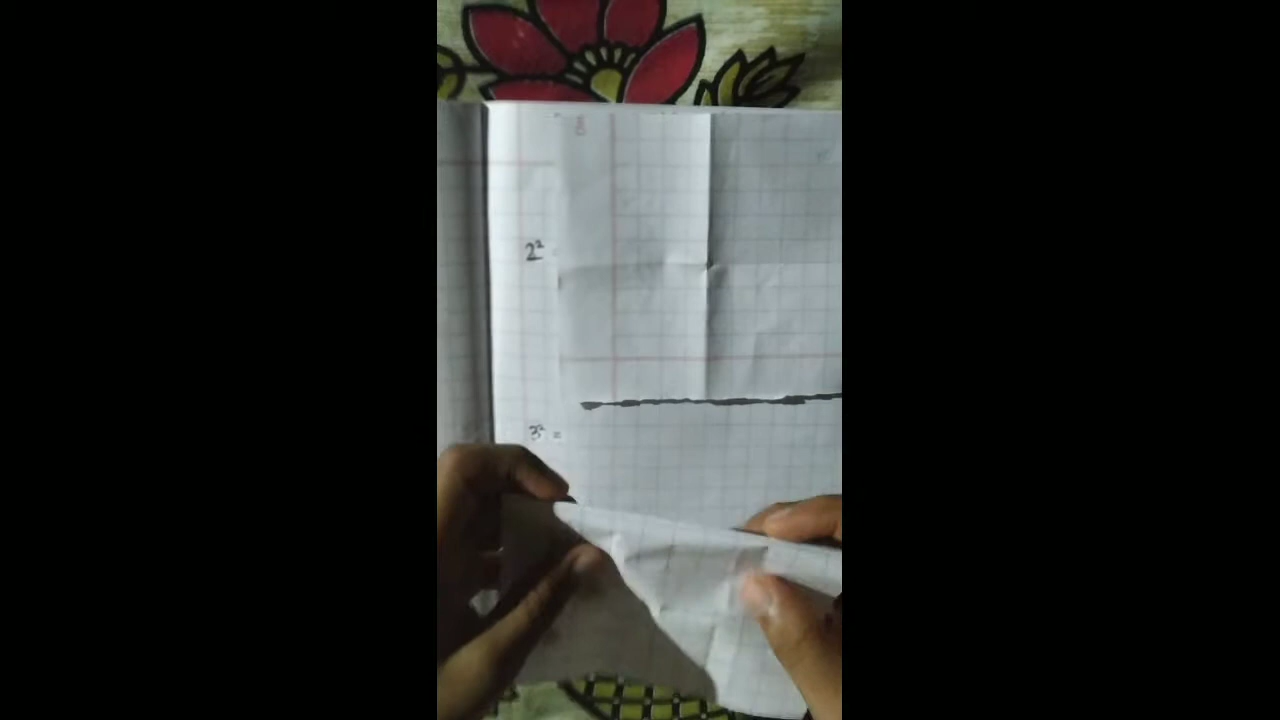 2²
3² =